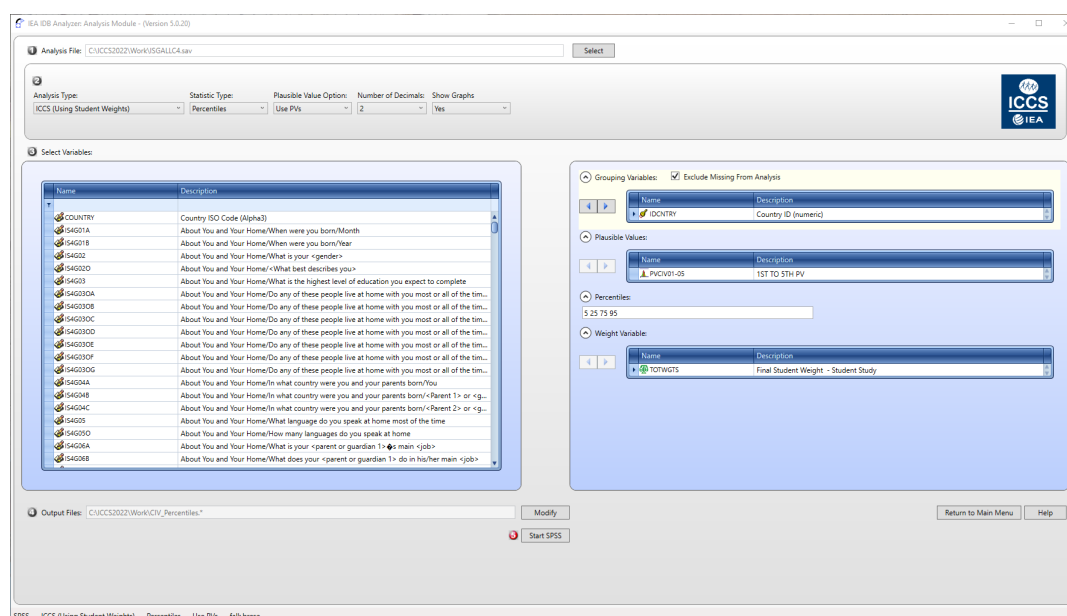 IEA IDB Analyzer: Analysis Module - (Version 5.0.20)
1 Analysis File: C:\ICCS2022\Work\ISGALLC4.sav Select
2
Analysis Type: Statistic Type: Plausible Value Option: Number of Decimals: Show Graphs
ICCS (Using Student Weights) Percentiles Use PVs 2 Yes
ICCS
IEA
3 Select Variables:
Name Description
COUNTRY Country ISO Code (Alpha3)
IS4G01A About You and Your Home/When were you born/Month
IS4G01B About You and Your Home/When were you born/Year
IS4G02 About You and Your Home/What is your <gender>
IS4G02O About You and Your Home/<What best describes you>
IS4G03 About You and Your Home/What is the highest level of education you expect to complete
IS4G03OA About You and Your Home/Do any of these people live at home with you most or all of the tim...
IS4G03OB About You and Your Home/Do any of these people live at home with you most or all of the tim...
IS4G03OC About You and Your Home/Do any of these people live at home with you most or all of the tim...
IS4G03OD About You and Your Home/Do any of these people live at home with you most or all of the tim...
IS4G03OE About You and Your Home/Do any of these people live at home with you most or all of the tim...
IS4G03OF About You and Your Home/Do any of these people live at home with you most or all of the tim...
IS4G03OG About You and Your Home/Do any of these people live at home with you most or all of the tim...
IS4G04A About You and Your Home/In what country were you and your parents born/You
IS4G04B About You and Your Home/In what country were you and your parents born/<Parent 1> or <g...
IS4G04C About You and Your Home/In what country were you and your parents born/<Parent 2> or <g...
IS4G05 About You and Your Home/What language do you speak at home most of the time
IS4G05O About You and Your Home/How many languages do you speak at home
IS4G06A About You and Your Home/What is your <parent or guardian 1>�s main <job>
IS4G06B About You and Your Home/What does your <parent or guardian 1> do in his/her main <job>
Grouping Variables: Exclude Missing From Analysis
Name Description
IDCNTRY Country ID (numeric)
Plausible Values:
Name Description
PVCIV01-05 1ST TO 5TH PV
Percentiles:
5 25 75 95
Weight Variable:
Name Description
TOTWGTS Final Student Weight - Student Study
4 Output Files: C:\ICCS2022\Work\CIV_Percentiles.* Modify Return to Main Menu Help
5 Start SPSS